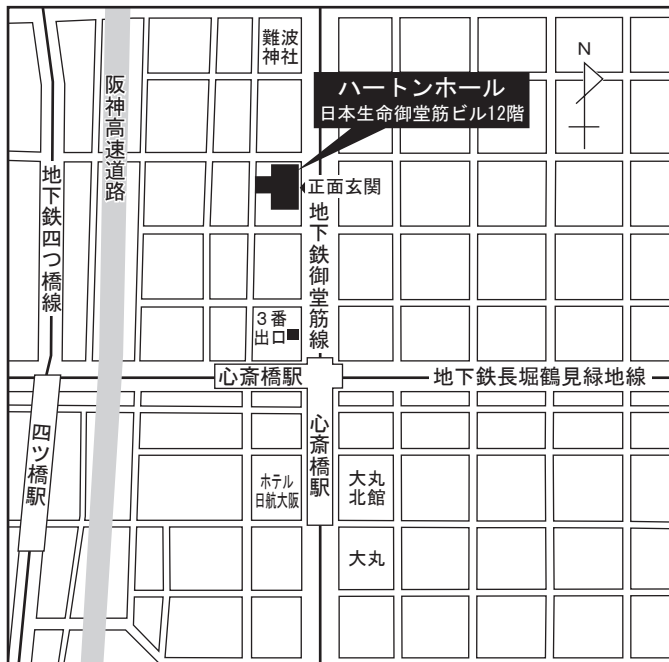 難波
神社
N
ハートンホール
日本生命御堂筋ビル12階
阪神高速道路
地下鉄四つ橋線
正面玄関
地下鉄御堂筋線
3番
出口
心斎橋駅
地下鉄長堀鶴見緑地線
四ツ橋駅
心斎橋駅
ホテル
日航大阪
大丸
北館
大丸